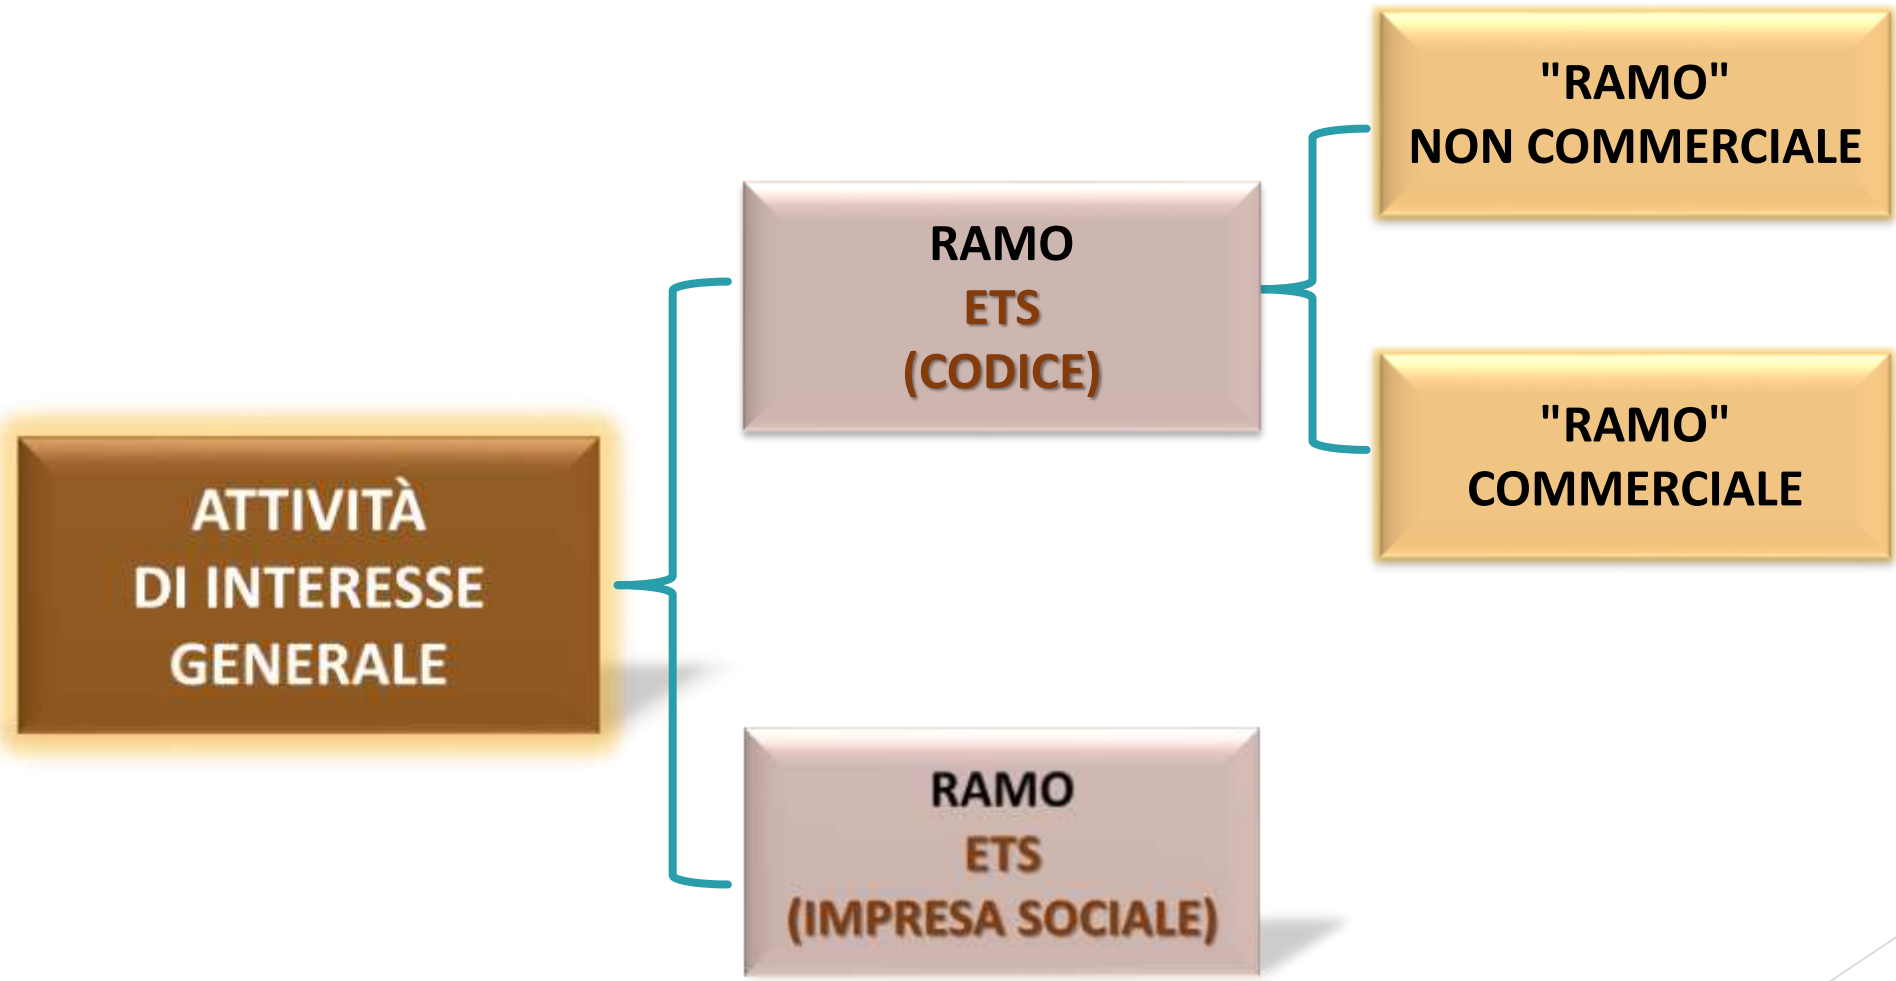 "RAMO"
NON COMMERCIALE
RAMO
ETS
(CODICE)
"RAMO"
COMMERCIALE
ATTIVITÀ
DI INTERESSE
GENERALE
RAMO
ETS
(IMPRESA SOCIALE)